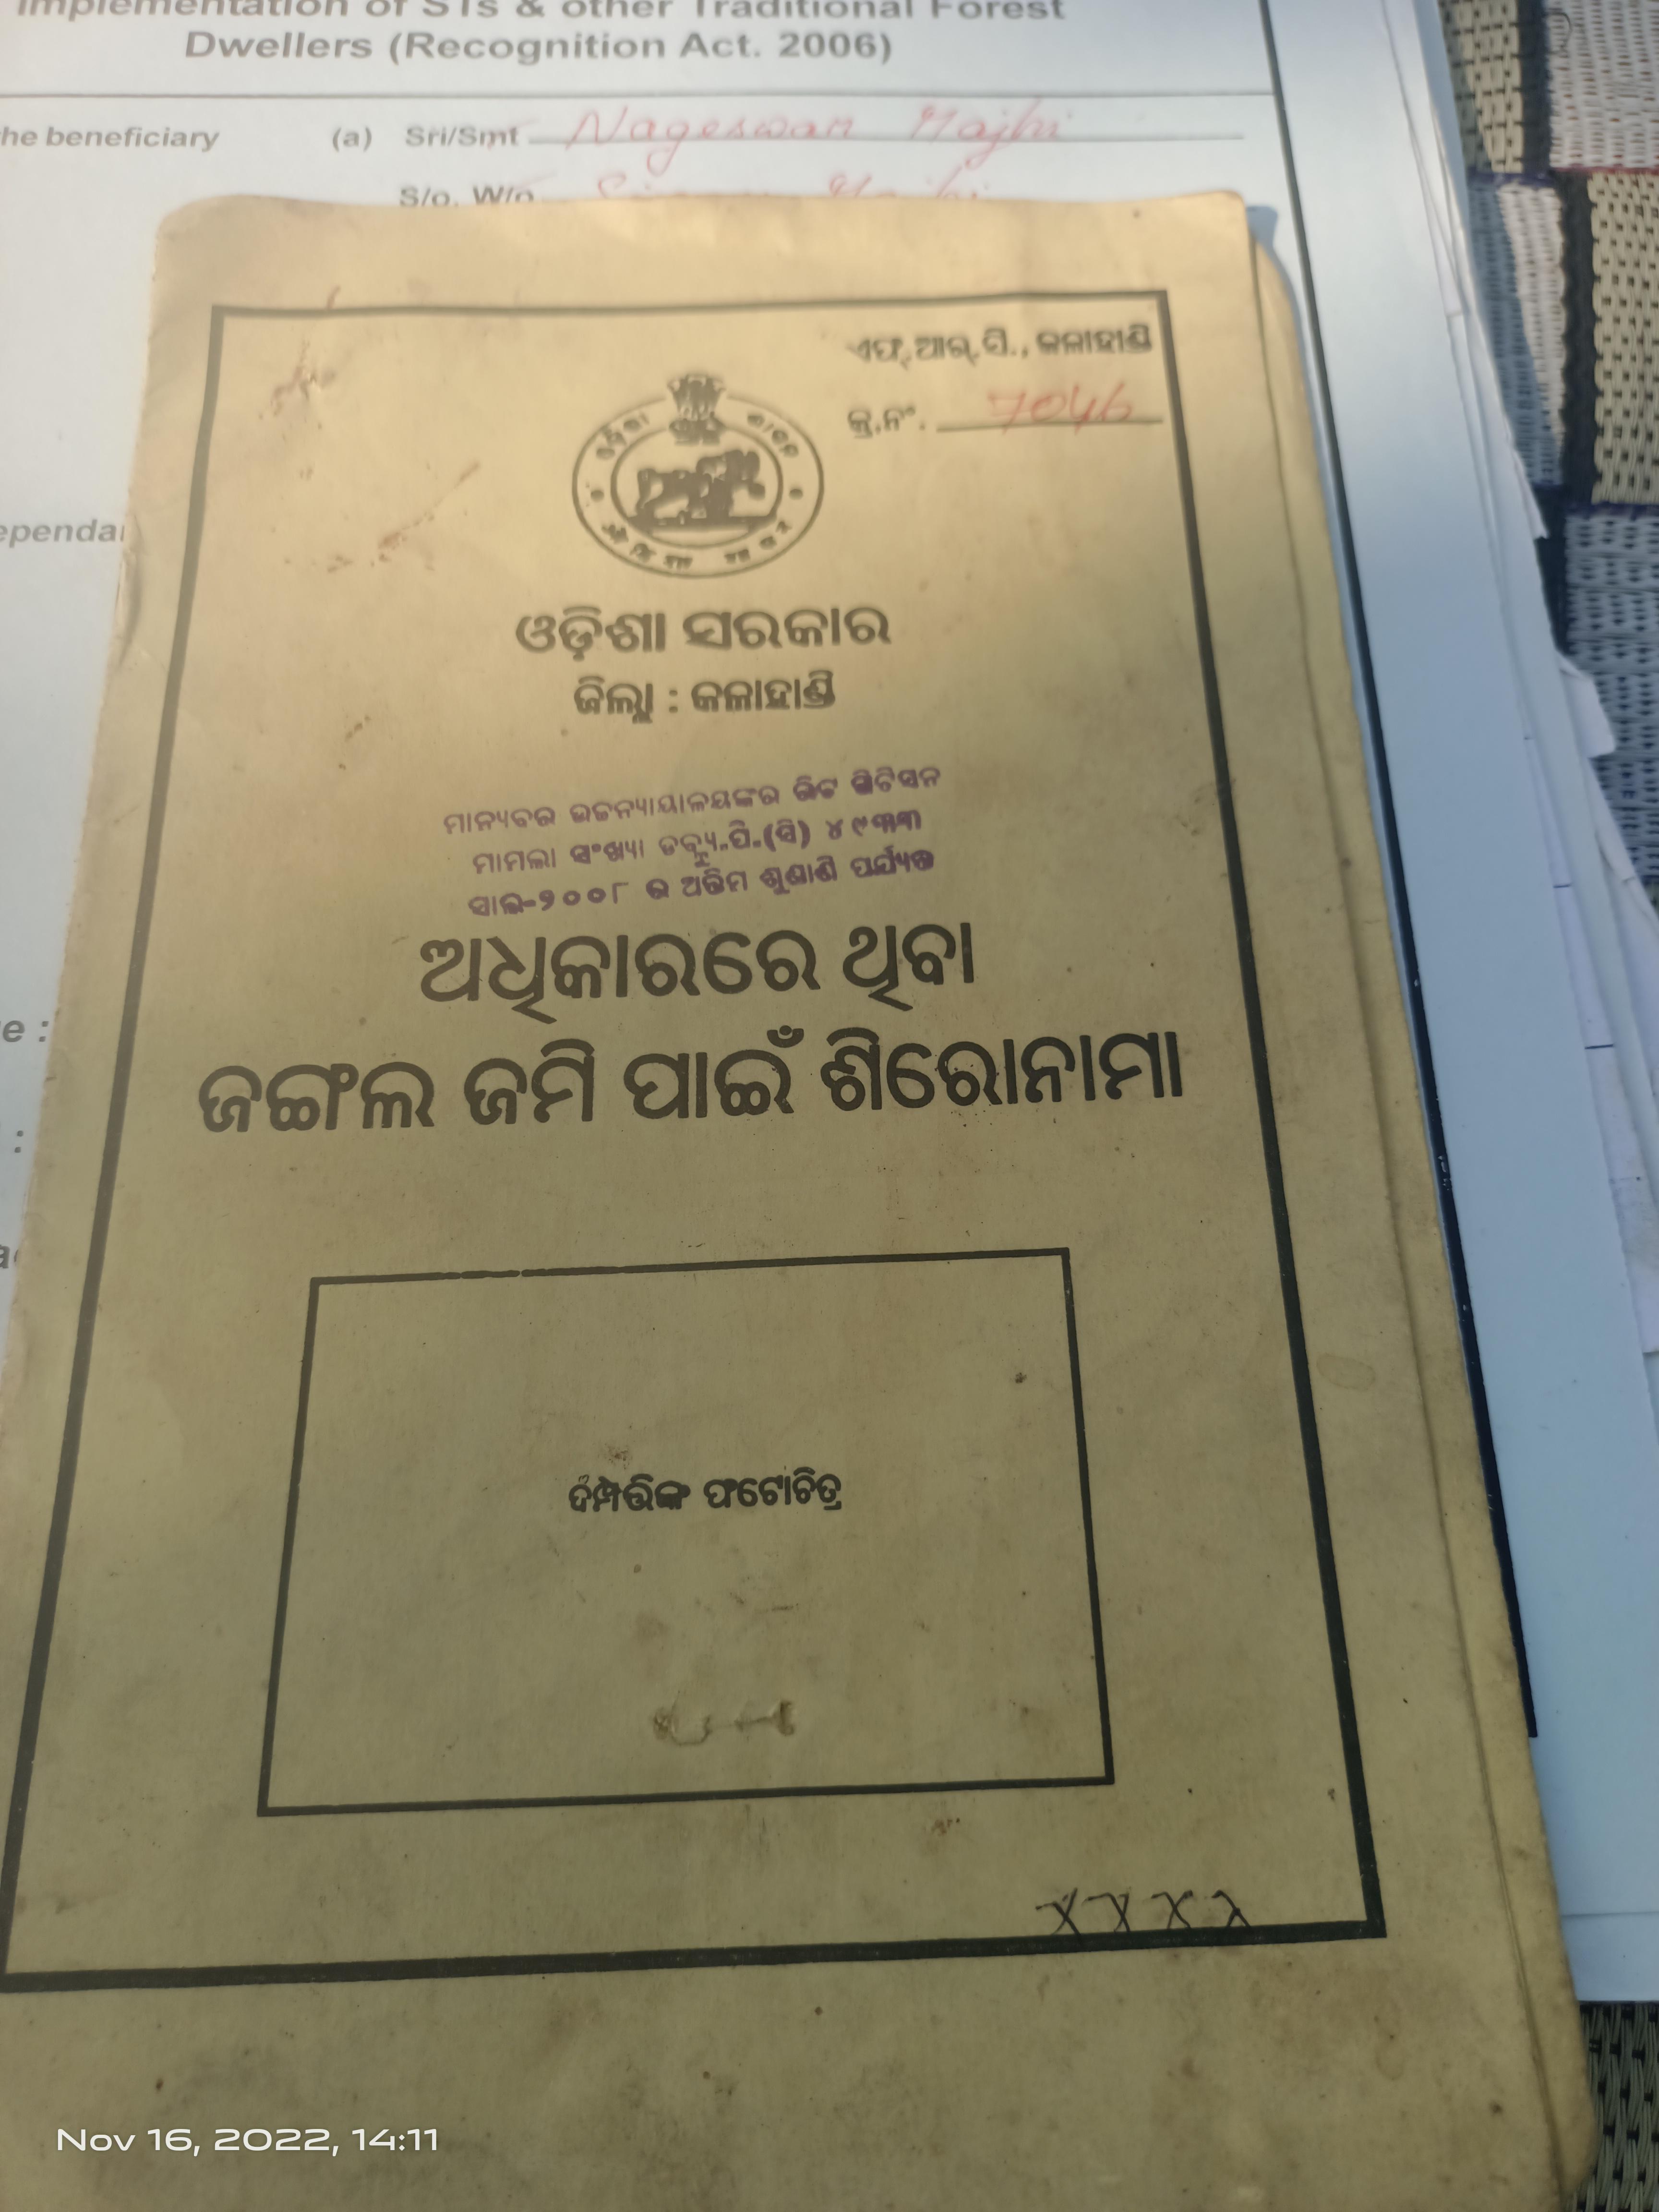 Implementation of STs & other Traditional Forest
Dwellers (Recognition Act. 2006)
he beneficiary (a) Sri/Smt Nageswar Majhi
S/o, W/o
ଏଫ୍.ଆର୍.ସି., କଳାହାଣ୍ଡି
କ୍ର.ନଂ. 7046
ଓଡ଼ିଶା ସରକାର
ଜିଲ୍ଲା : କଳାହାଣ୍ଡି
ମାନ୍ୟବର ଉଚ୍ଚନ୍ୟାୟାଳୟଙ୍କର ରିଟ ପିଟିସନ
ମାମଲା ସଂଖ୍ୟା ଡବ୍ଲ୍ୟୁ.ପି.(ସି) ୪୯୩୩
ସାଲ-୨୦୦୮ ର ଅନ୍ତିମ ଶୁଣାଣି ପର୍ଯ୍ୟନ୍ତ
ଅଧିକାରରେ ଥିବା
ଜଙ୍ଗଲ ଜମି ପାଇଁ ଶିରୋନାମା
ଦମ୍ପତ୍ତିଙ୍କ ଫଟୋଚିତ୍ର
XXXX
Nov 16, 2022, 14:11